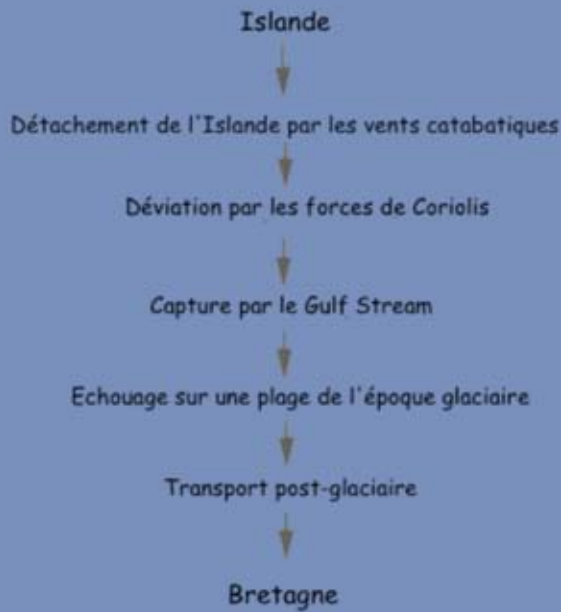 Islande
Détachement de l'Islande par les vents catabatiques
Déviation par les forces de Coriolis
Capture par le Gulf Stream
Echouage sur une plage de l'époque glaciaire
Transport post-glaciaire
Bretagne